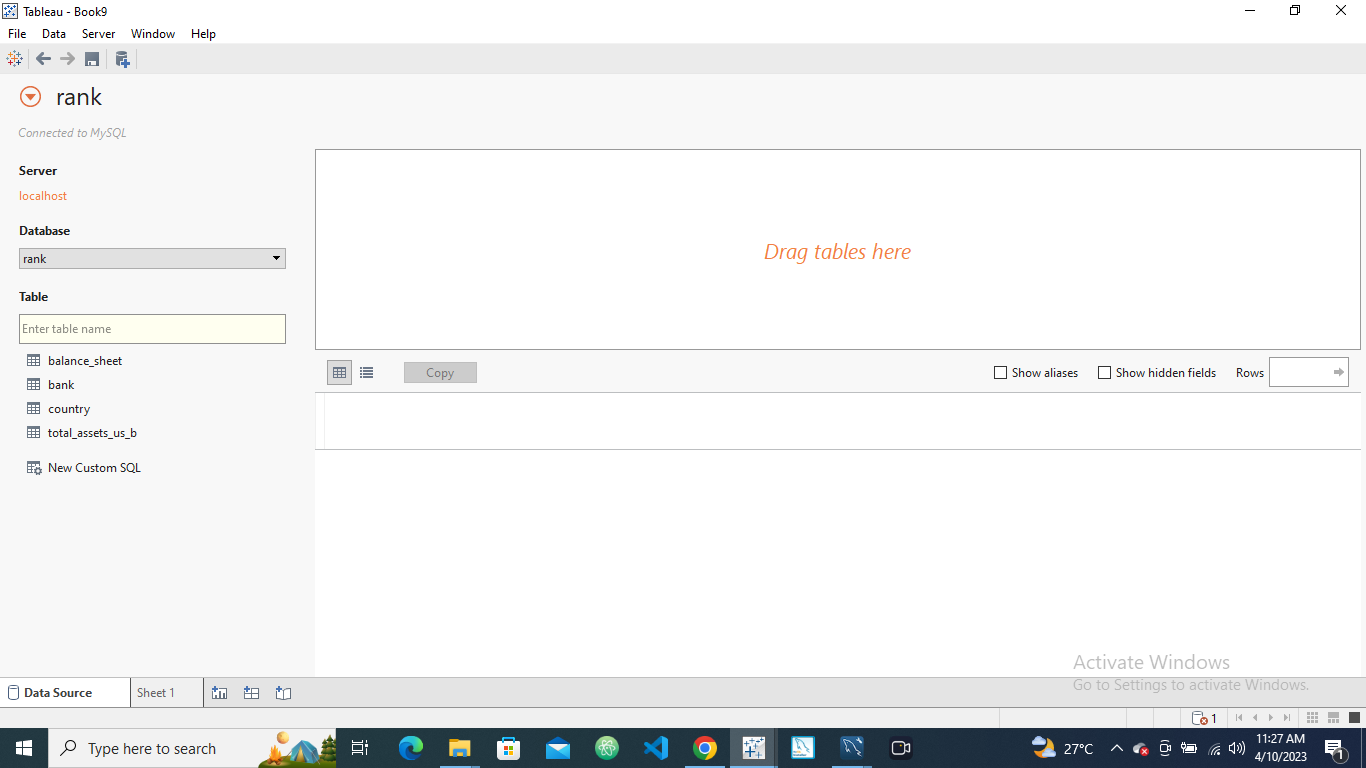 Tableau - Book9
File Data Server Window Help
rank
Connected to MySQL
Server
localhost
Database
rank
Table
Enter table name
balance_sheet
bank
country
total_assets_us_b
New Custom SQL
Drag tables here
Copy
Show aliases
Show hidden fields
Rows
Activate Windows
Go to Settings to activate Windows.
Data Source
Sheet 1
1
Type here to search
27°C
11:27 AM
4/10/2023
1